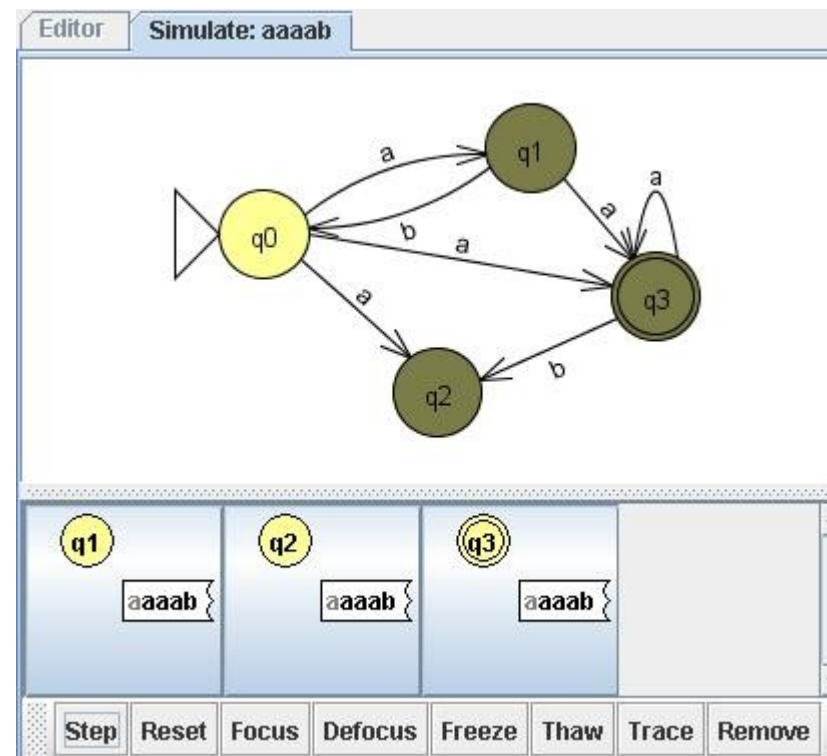 Editor Simulate: aaaab
a q1 a
q0 b a a q3
a
b
q2
q1 q2 q3
aaaab aaaab aaaab
Step Reset Focus Defocus Freeze Thaw Trace Remove